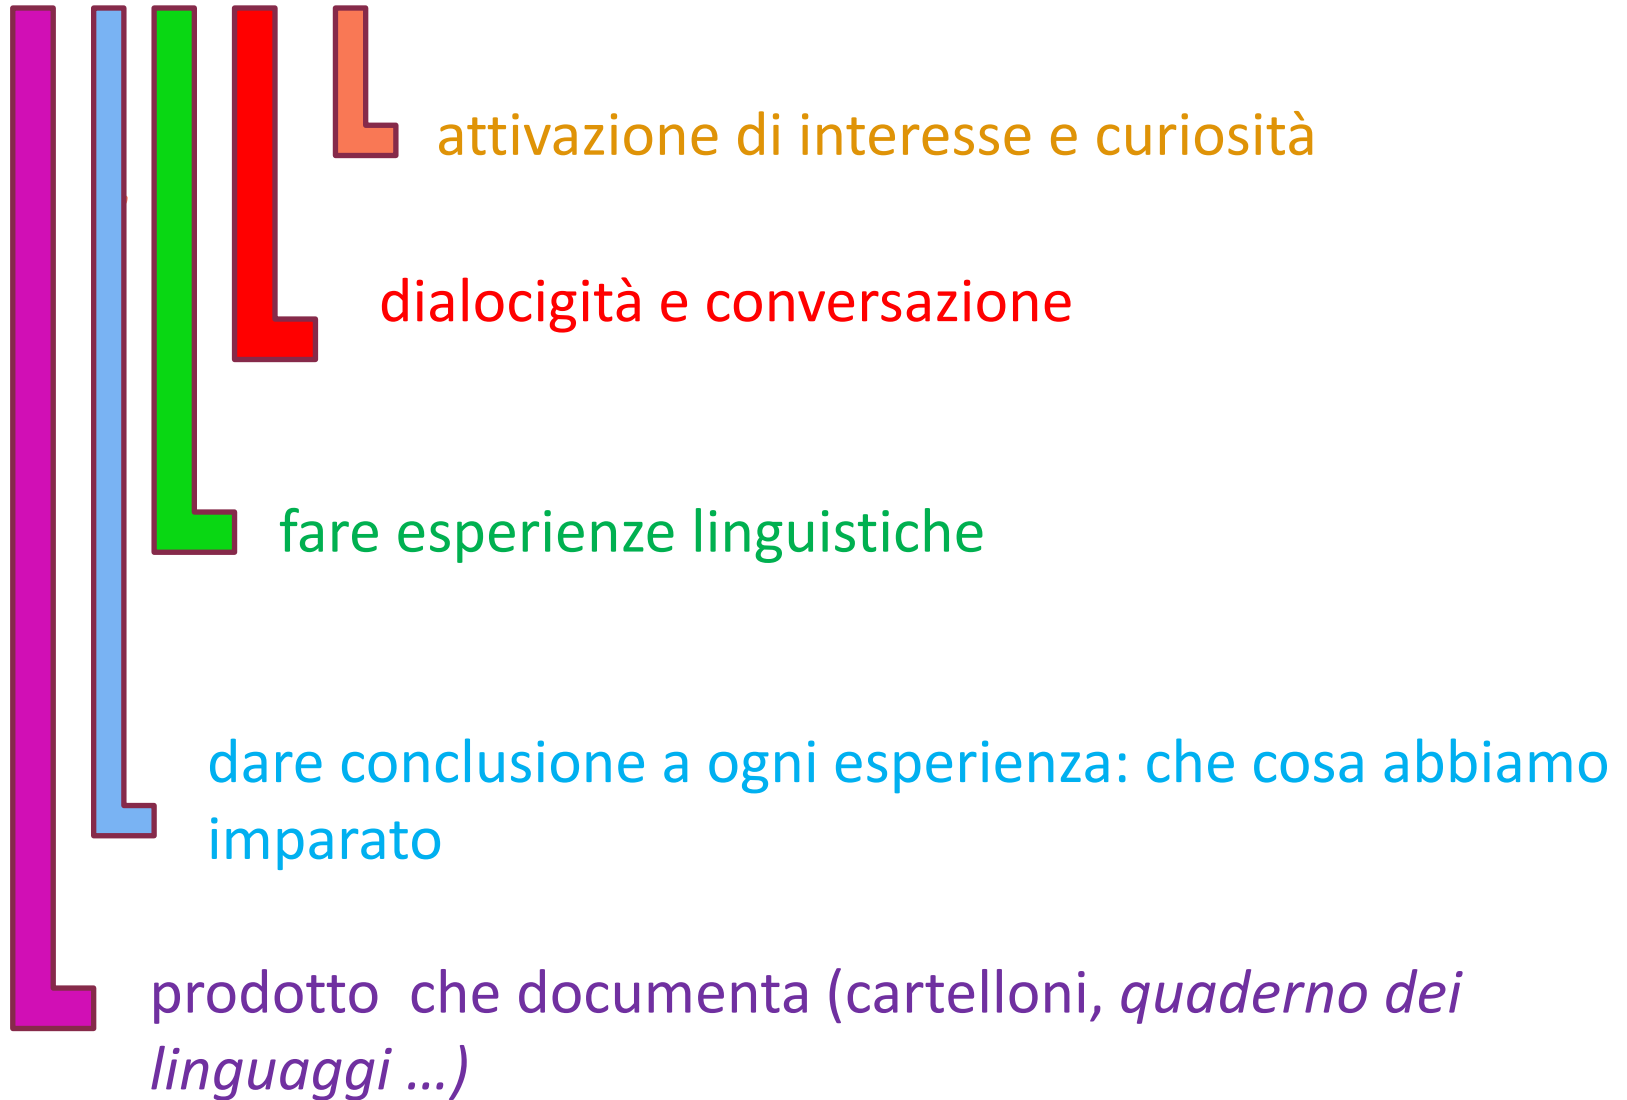 attivazione di interesse e curiosità
dialocigità e conversazione
fare esperienze linguistiche
dare conclusione a ogni esperienza: che cosa abbiamo
imparato
prodotto  che documenta (cartelloni, quaderno dei
linguaggi ...)